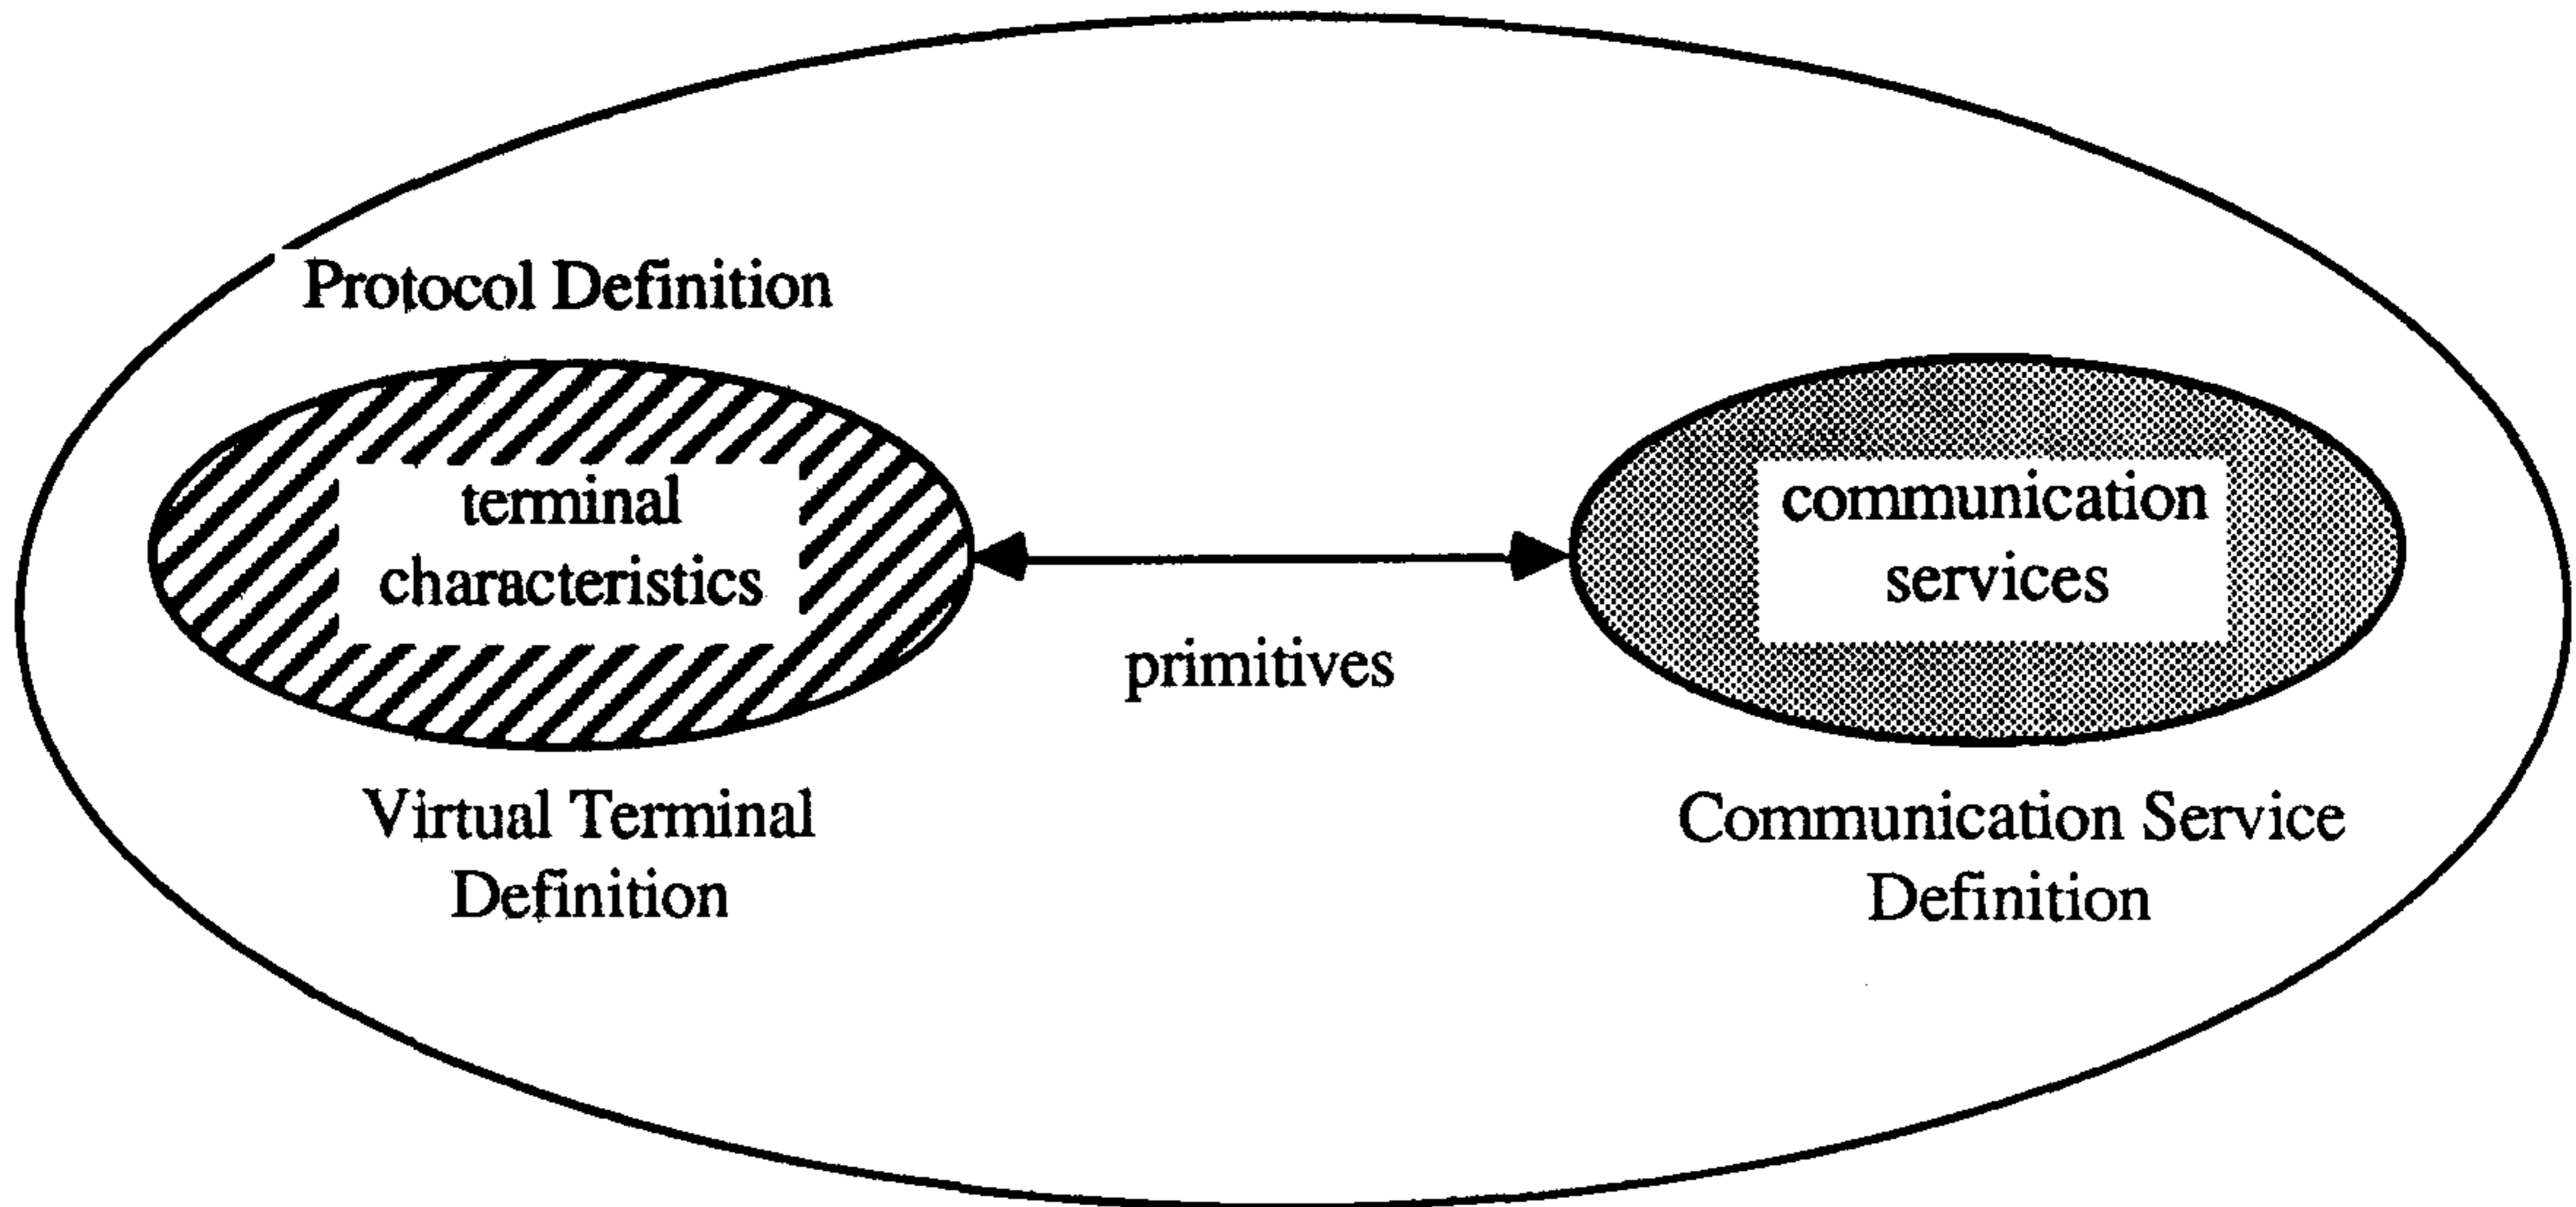 Protocol Definition
terminal
characteristics
communication
services
primitives
Virtual Terminal
Definition
Communication Service
Definition